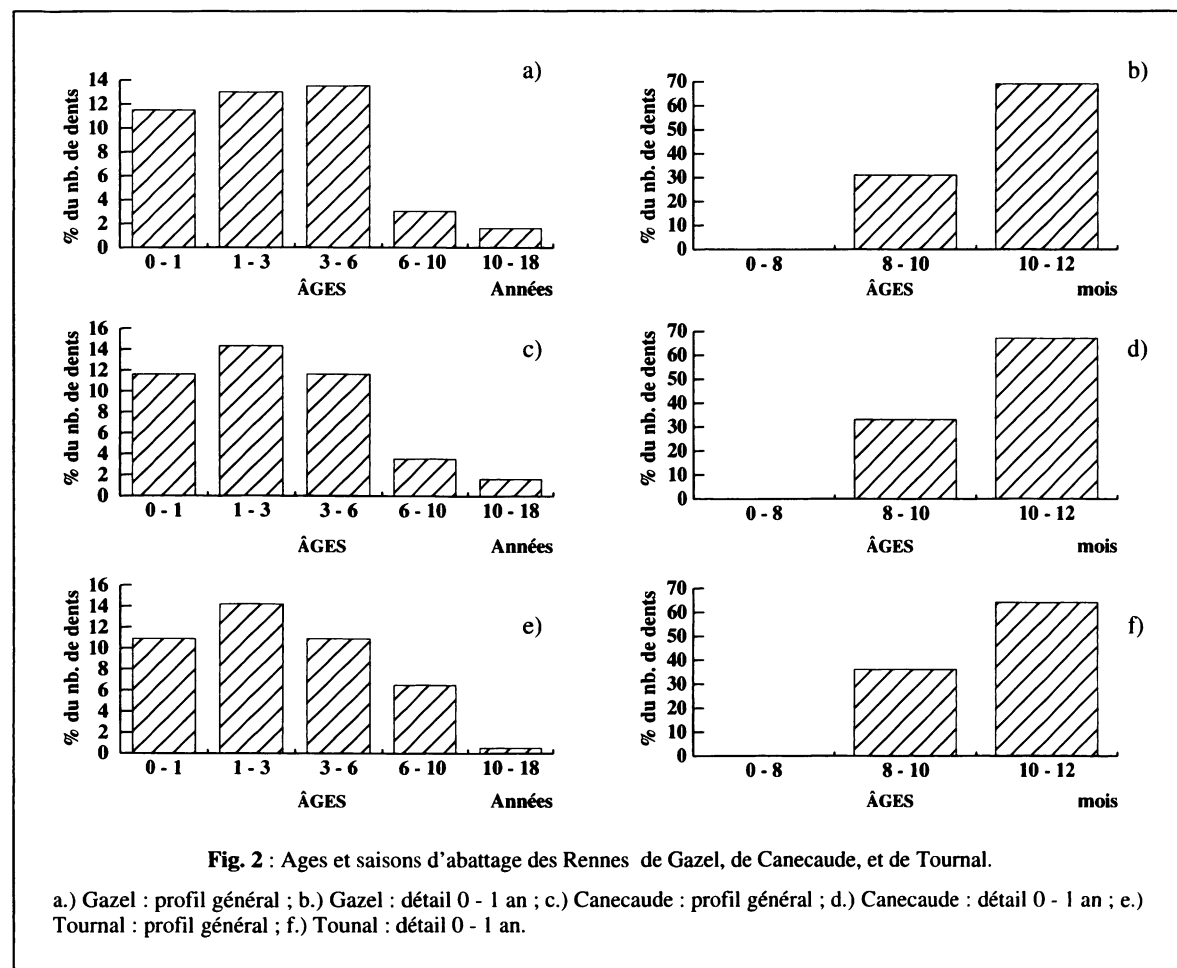 a)
% du nb. de dents
14
12
10
8
6
4
2
0
0 - 1 1 - 3 3 - 6 6 - 10 10 - 18
ÂGES Années
b)
% du nb. de dents
70
60
50
40
30
20
10
0
0 - 8 8 - 10 10 - 12
ÂGES mois
c)
% du nb. de dents
16
14
12
10
8
6
4
2
0
0 - 1 1 - 3 3 - 6 6 - 10 10 - 18
ÂGES Années
d)
% du nb. de dents
70
60
50
40
30
20
10
0
0 - 8 8 - 10 10 - 12
ÂGES mois
e)
% du nb. de dents
16
14
12
10
8
6
4
2
0
0 - 1 1 - 3 3 - 6 6 - 10 10 - 18
ÂGES Années
f)
% du nb. de dents
70
60
50
40
30
20
10
0
0 - 8 8 - 10 10 - 12
ÂGES mois
Fig. 2 : Ages et saisons d'abattage des Rennes de Gazel, de Canecaude, et de Tournal.
a.) Gazel : profil général ; b.) Gazel : détail 0 - 1 an ; c.) Canecaude : profil général ; d.) Canecaude : détail 0 - 1 an ; e.)
Tournal : profil général ; f.) Tounal : détail 0 - 1 an.